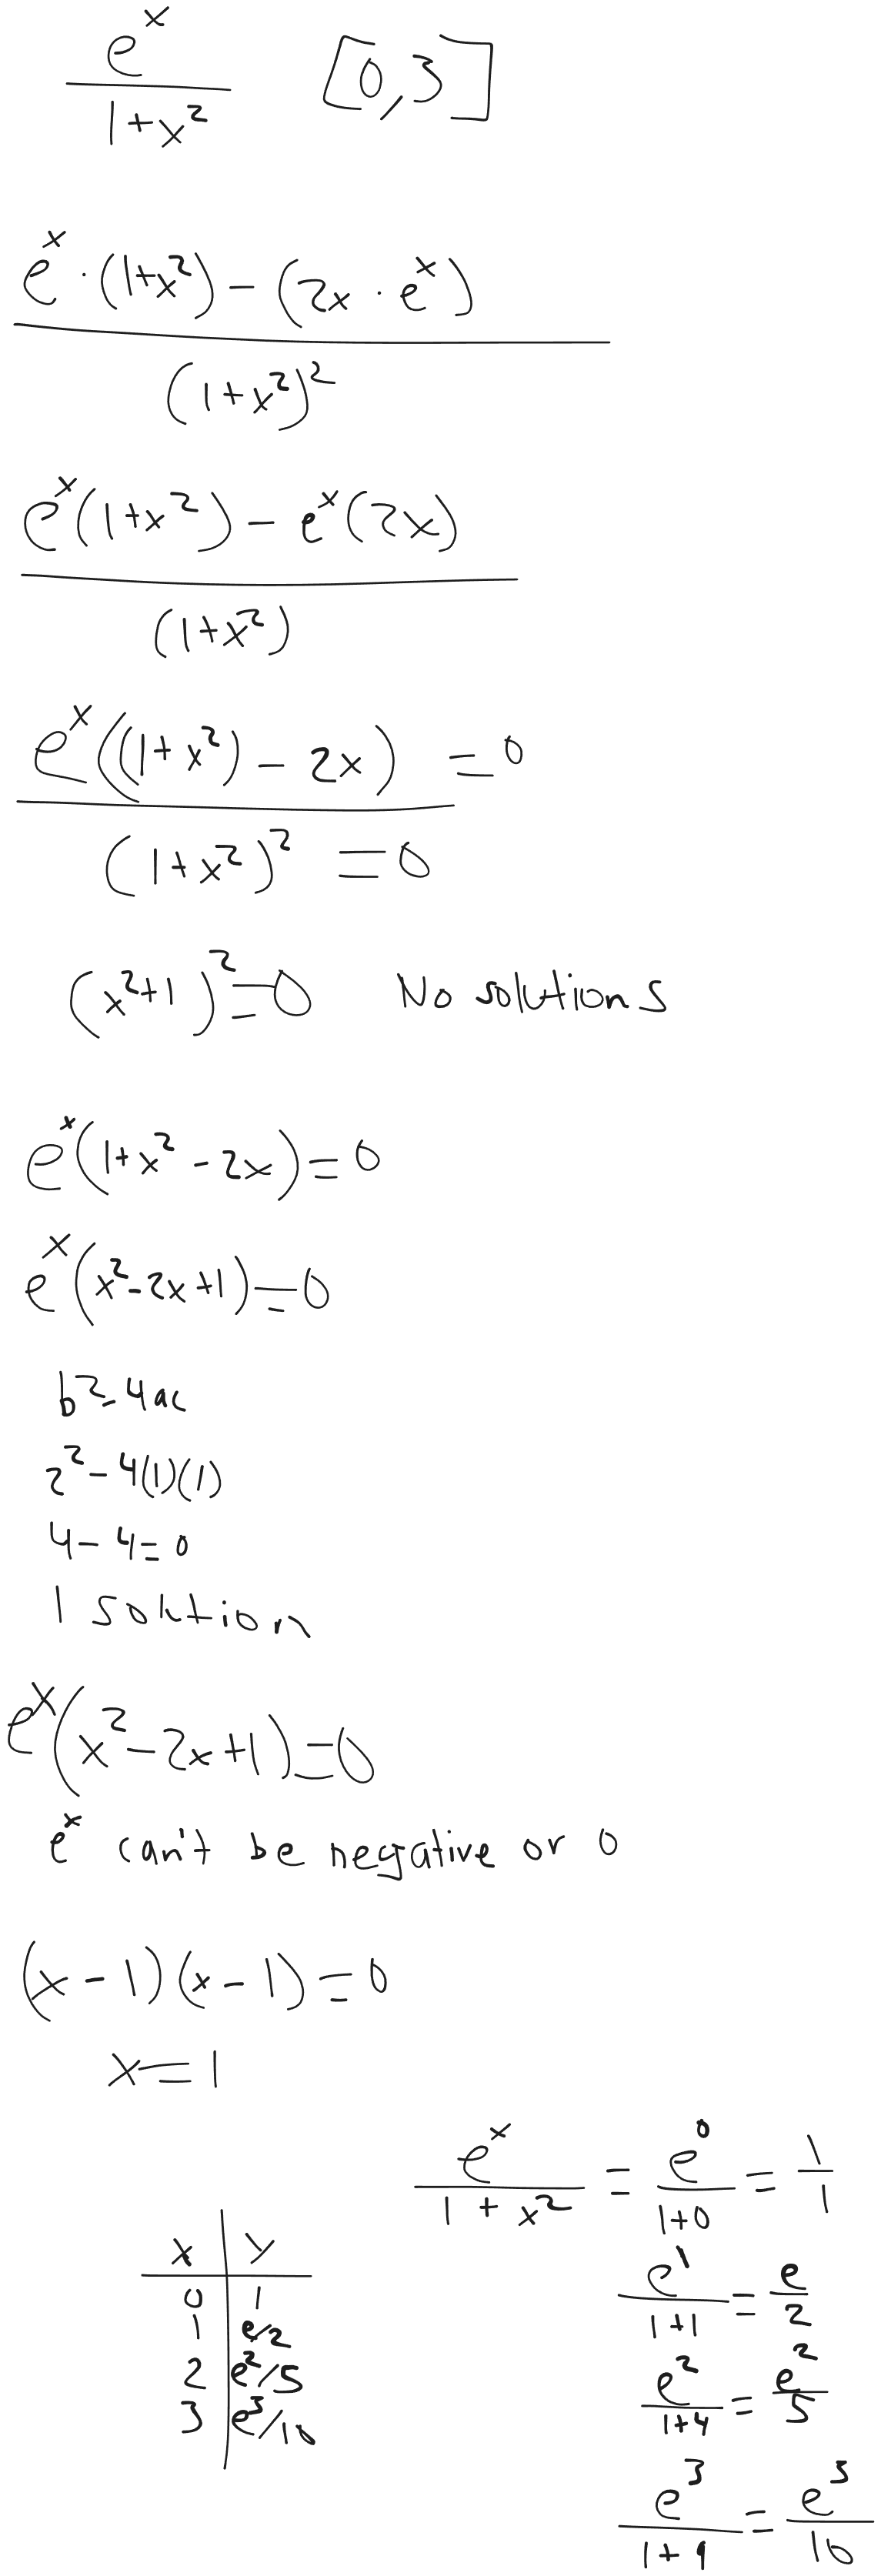 e^x/(1+x^2) [0,3]
(e^x · (1+x^2) - (2x · e^x))/(1+x^2)^2
(e^x(1+x^2) - e^x(2x))/(1+x^2)
e^x((1+x^2) - 2x) = 0
(1+x^2)^2 = 0
(x^2+1)^2 = 0 No solutions
e^x(1+x^2 - 2x) = 0
e^x(x^2-2x+1) = 0
b^2-4ac
2^2-4(1)(1)
4-4=0
1 solution
e^x(x^2-2x+1)=0
e^x can't be negative or 0
(x-1)(x-1)=0
x=1
e^x/(1+x^2) = e^0/(1+0) = 1/1
x | y
0 | 1
1 | e/2
2 | e^2/5
3 | e^3/10
e^1/(1+1) = e/2
e^2/(1+4) = e^2/5
e^3/(1+9) = e^3/10